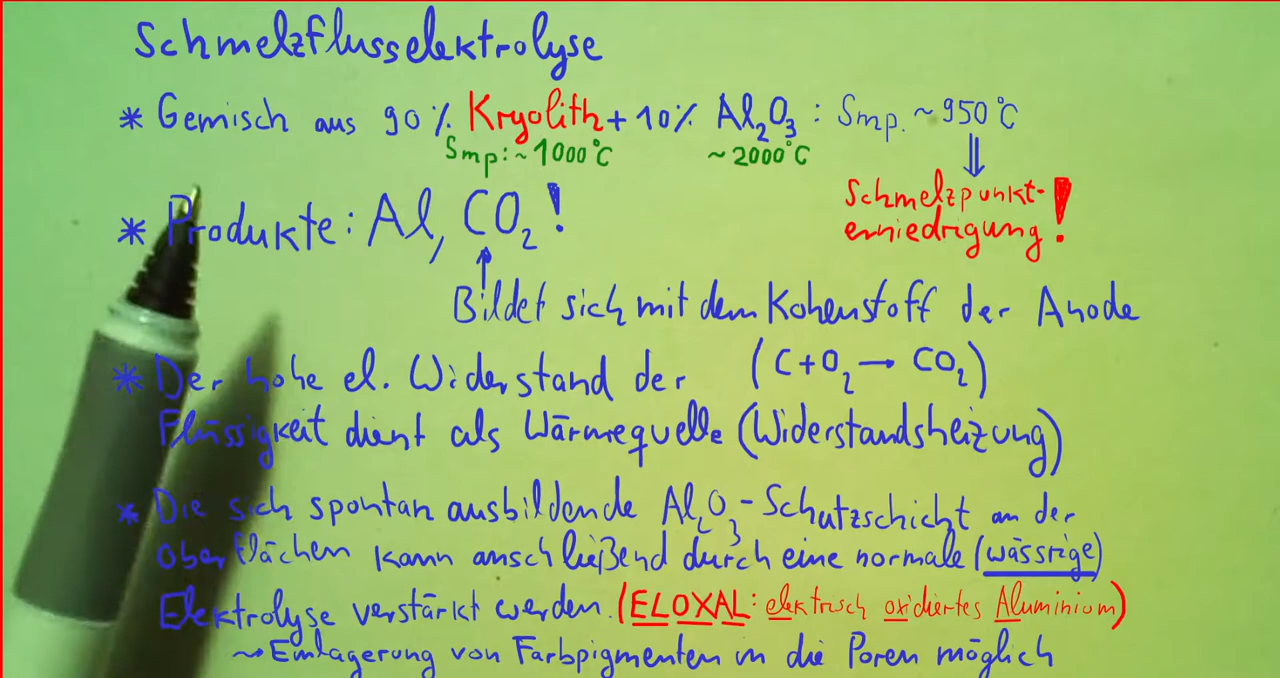 Schmelzflusselektrolyse
* Gemisch aus 90% Kryolith + 10% Al₂O₃ : Smp. ~950°C
Smp: ~1000°C ~2000°C
⇓
Schmelzpunkt-
erniedrigung!
* Produkte: Al, CO₂!
↑
Bildet sich mit dem Kohenstoff der Anode
(C + O₂ → CO₂)
* Der hohe el. Widerstand der
Flüssigkeit dient als Wärmequelle (Widerstandsheizung)
* Die sich spontan ausbildende Al₂O₃-Schutzschicht an der
Oberflächen kann anschließend durch eine normale (wässrige)
Elektrolyse verstärkt werden. (ELOXAL: elektrisch oxidiertes Aluminium)
⇝ Einlagerung von Farbpigmenten in die Poren möglich